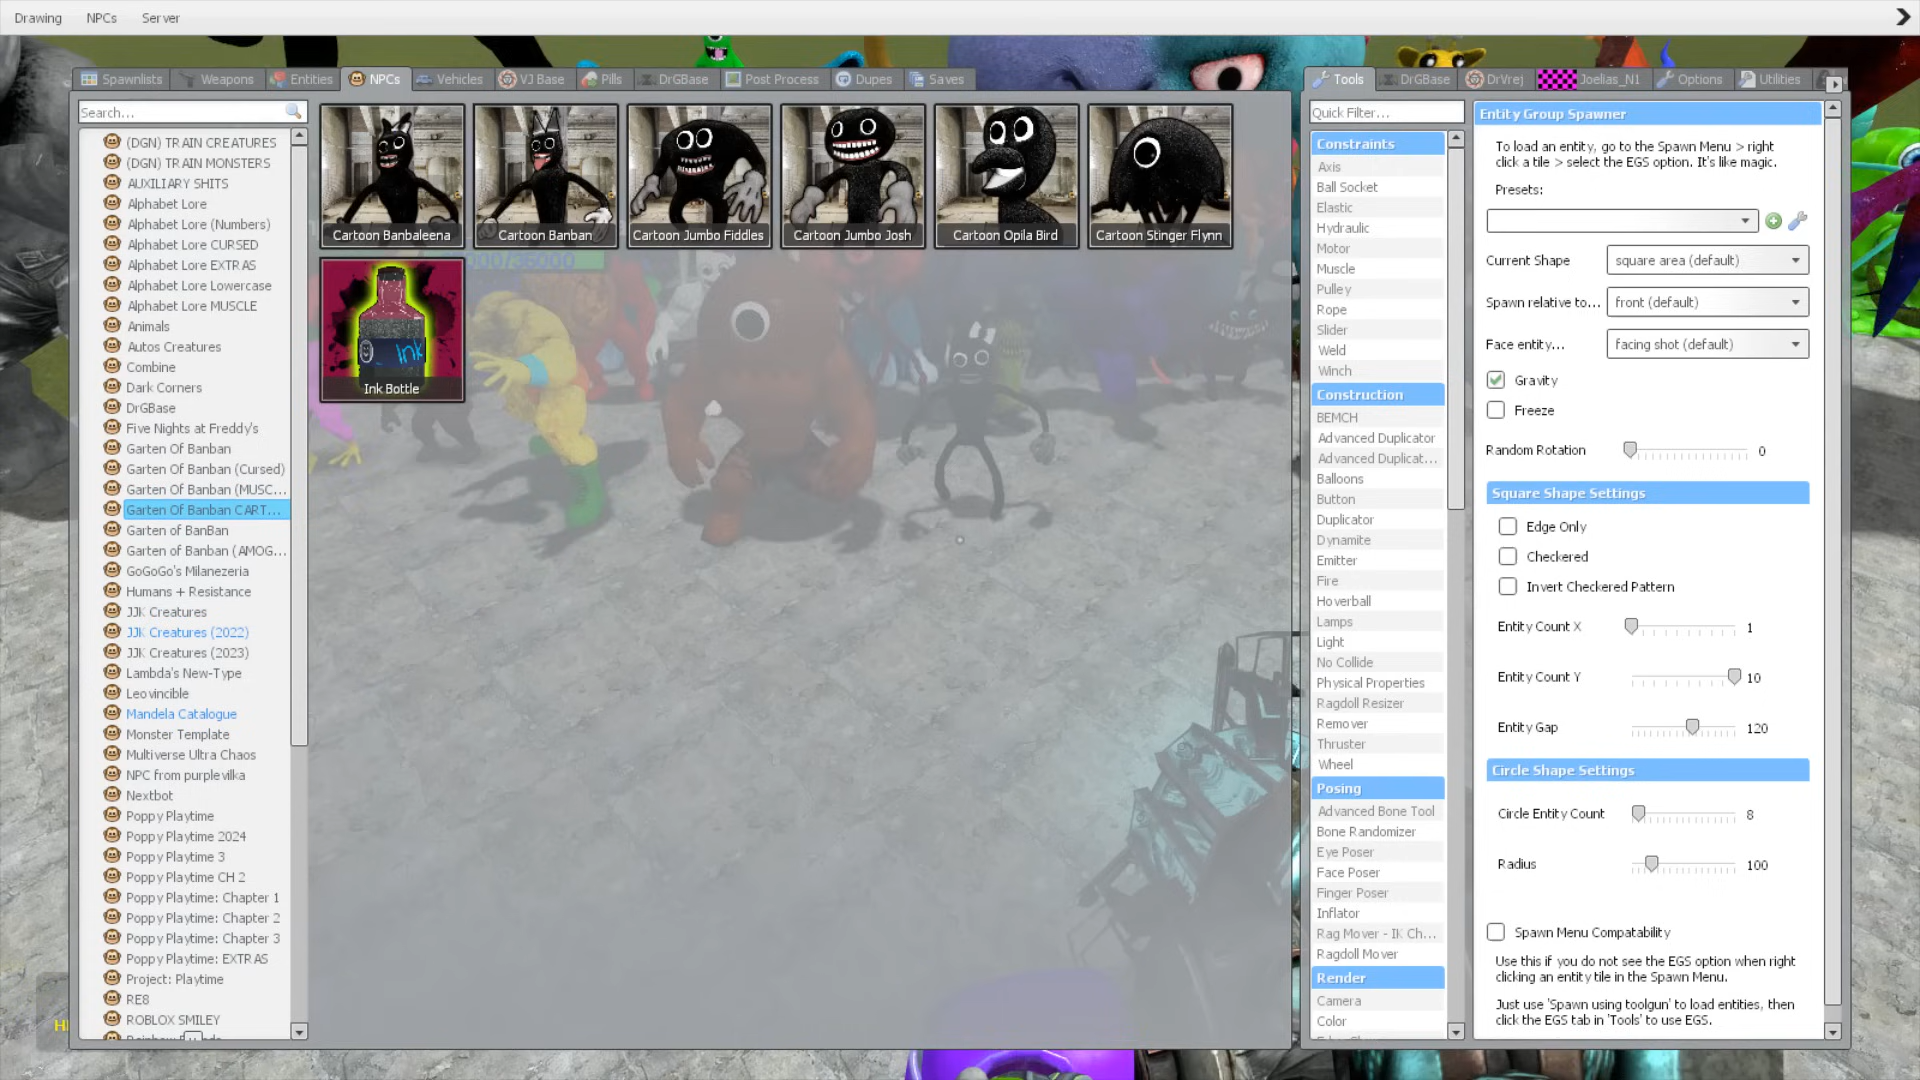 Drawing NPCs Server
Spawnlists Weapons Entities NPCs Vehicles VJ Base Pills DrGBase Post Process Dupes Saves
Search...
(DGN) TRAIN CREATURES
(DGN) TRAIN MONSTERS
AUXILIARY SHITS
Alphabet Lore
Alphabet Lore (Numbers)
Alphabet Lore CURSED
Alphabet Lore EXTRAS
Alphabet Lore Lowercase
Alphabet Lore MUSCLE
Animals
Autos Creatures
Combine
Dark Corners
DrGBase
Five Nights at Freddy's
Garten Of Banban
Garten Of Banban (Cursed)
Garten Of Banban (MUSC...
Garten Of Banban CART...
Garten of BanBan
Garten of Banban (AMOG...
GoGoGo's Milanezeria
Humans + Resistance
JJK Creatures
JJK Creatures (2022)
JJK Creatures (2023)
Lambda's New-Type
Leovincible
Mandela Catalogue
Monster Template
Multiverse Ultra Chaos
NPC from purplevilka
Nextbot
Poppy Playtime
Poppy Playtime 2024
Poppy Playtime 3
Poppy Playtime CH 2
Poppy Playtime: Chapter 1
Poppy Playtime: Chapter 2
Poppy Playtime: Chapter 3
Poppy Playtime: EXTRAS
Project: Playtime
RE8
ROBLOX SMILEY
Cartoon Banbaleena
Cartoon Banban
Cartoon Jumbo Fiddles
Cartoon Jumbo Josh
Cartoon Opila Bird
Cartoon Stinger Flynn
Ink
Ink Bottle
Tools DrGBase DrVrej Joelias_N1 Options Utilities
Quick Filter...
Constraints
Axis
Ball Socket
Elastic
Hydraulic
Motor
Muscle
Pulley
Rope
Slider
Weld
Winch
Construction
BEMCH
Advanced Duplicator
Advanced Duplicat...
Balloons
Button
Duplicator
Dynamite
Emitter
Fire
Hoverball
Lamps
Light
No Collide
Physical Properties
Ragdoll Resizer
Remover
Thruster
Wheel
Posing
Advanced Bone Tool
Bone Randomizer
Eye Poser
Face Poser
Finger Poser
Inflator
Rag Mover - IK Ch...
Ragdoll Mover
Render
Camera
Color
Entity Group Spawner
To load an entity, go to the Spawn Menu > right
click a tile > select the EGS option. It's like magic.
Presets:
Current Shape square area (default)
Spawn relative to... front (default)
Face entity... facing shot (default)
Gravity
Freeze
Random Rotation 0
Square Shape Settings
Edge Only
Checkered
Invert Checkered Pattern
Entity Count X 1
Entity Count Y 10
Entity Gap 120
Circle Shape Settings
Circle Entity Count 8
Radius 100
Spawn Menu Compatability
Use this if you do not see the EGS option when right
clicking an entity tile in the Spawn Menu.
Just use 'Spawn using toolgun' to load entities, then
click the EGS tab in 'Tools' to use EGS.